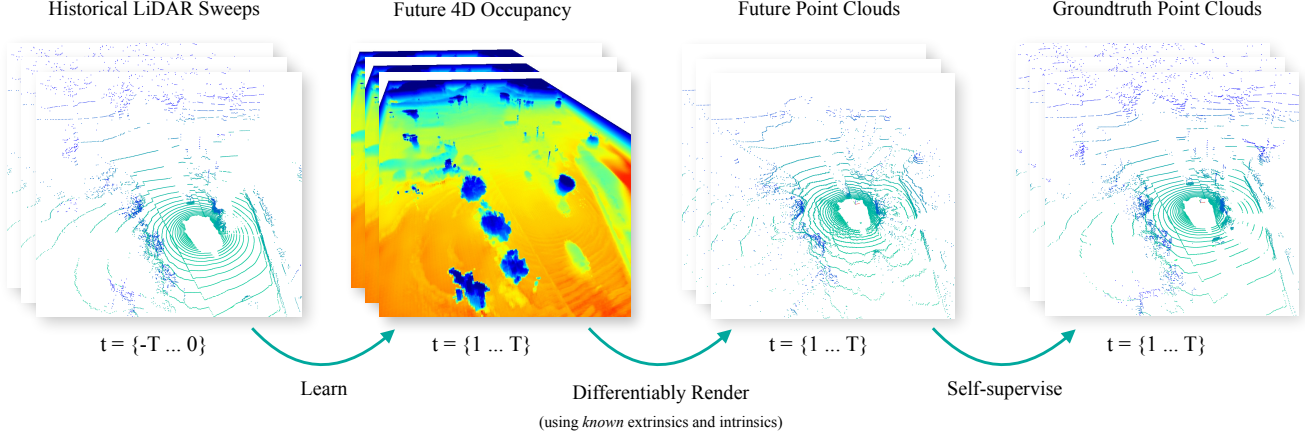 Historical LiDAR Sweeps
Future 4D Occupancy
Future Point Clouds
Groundtruth Point Clouds
t = {-T ... 0}
t = {1 ... T}
t = {1 ... T}
t = {1 ... T}
Learn
Differentiably Render
(using known extrinsics and intrinsics)
Self-supervise